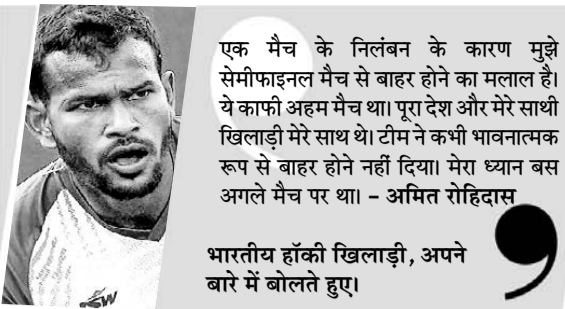 एक मैच के निलंबन के कारण मुझे
सेमीफाइनल मैच से बाहर होने का मलाल है।
ये काफी अहम मैच था। पूरा देश और मेरे साथी
खिलाड़ी मेरे साथ थे। टीम ने कभी भावनात्मक
रूप से बाहर होने नहीं दिया। मेरा ध्यान बस
अगले मैच पर था। – अमित रोहिदास
भारतीय हॉकी खिलाड़ी, अपने
बारे में बोलते हुए।